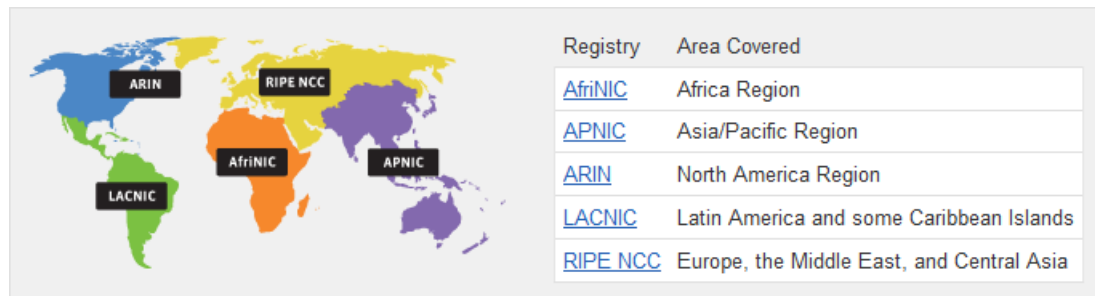 ARIN
RIPE NCC
AfriNIC
APNIC
LACNIC
Registry Area Covered
AfriNIC Africa Region
APNIC Asia/Pacific Region
ARIN North America Region
LACNIC Latin America and some Caribbean Islands
RIPE NCC Europe, the Middle East, and Central Asia